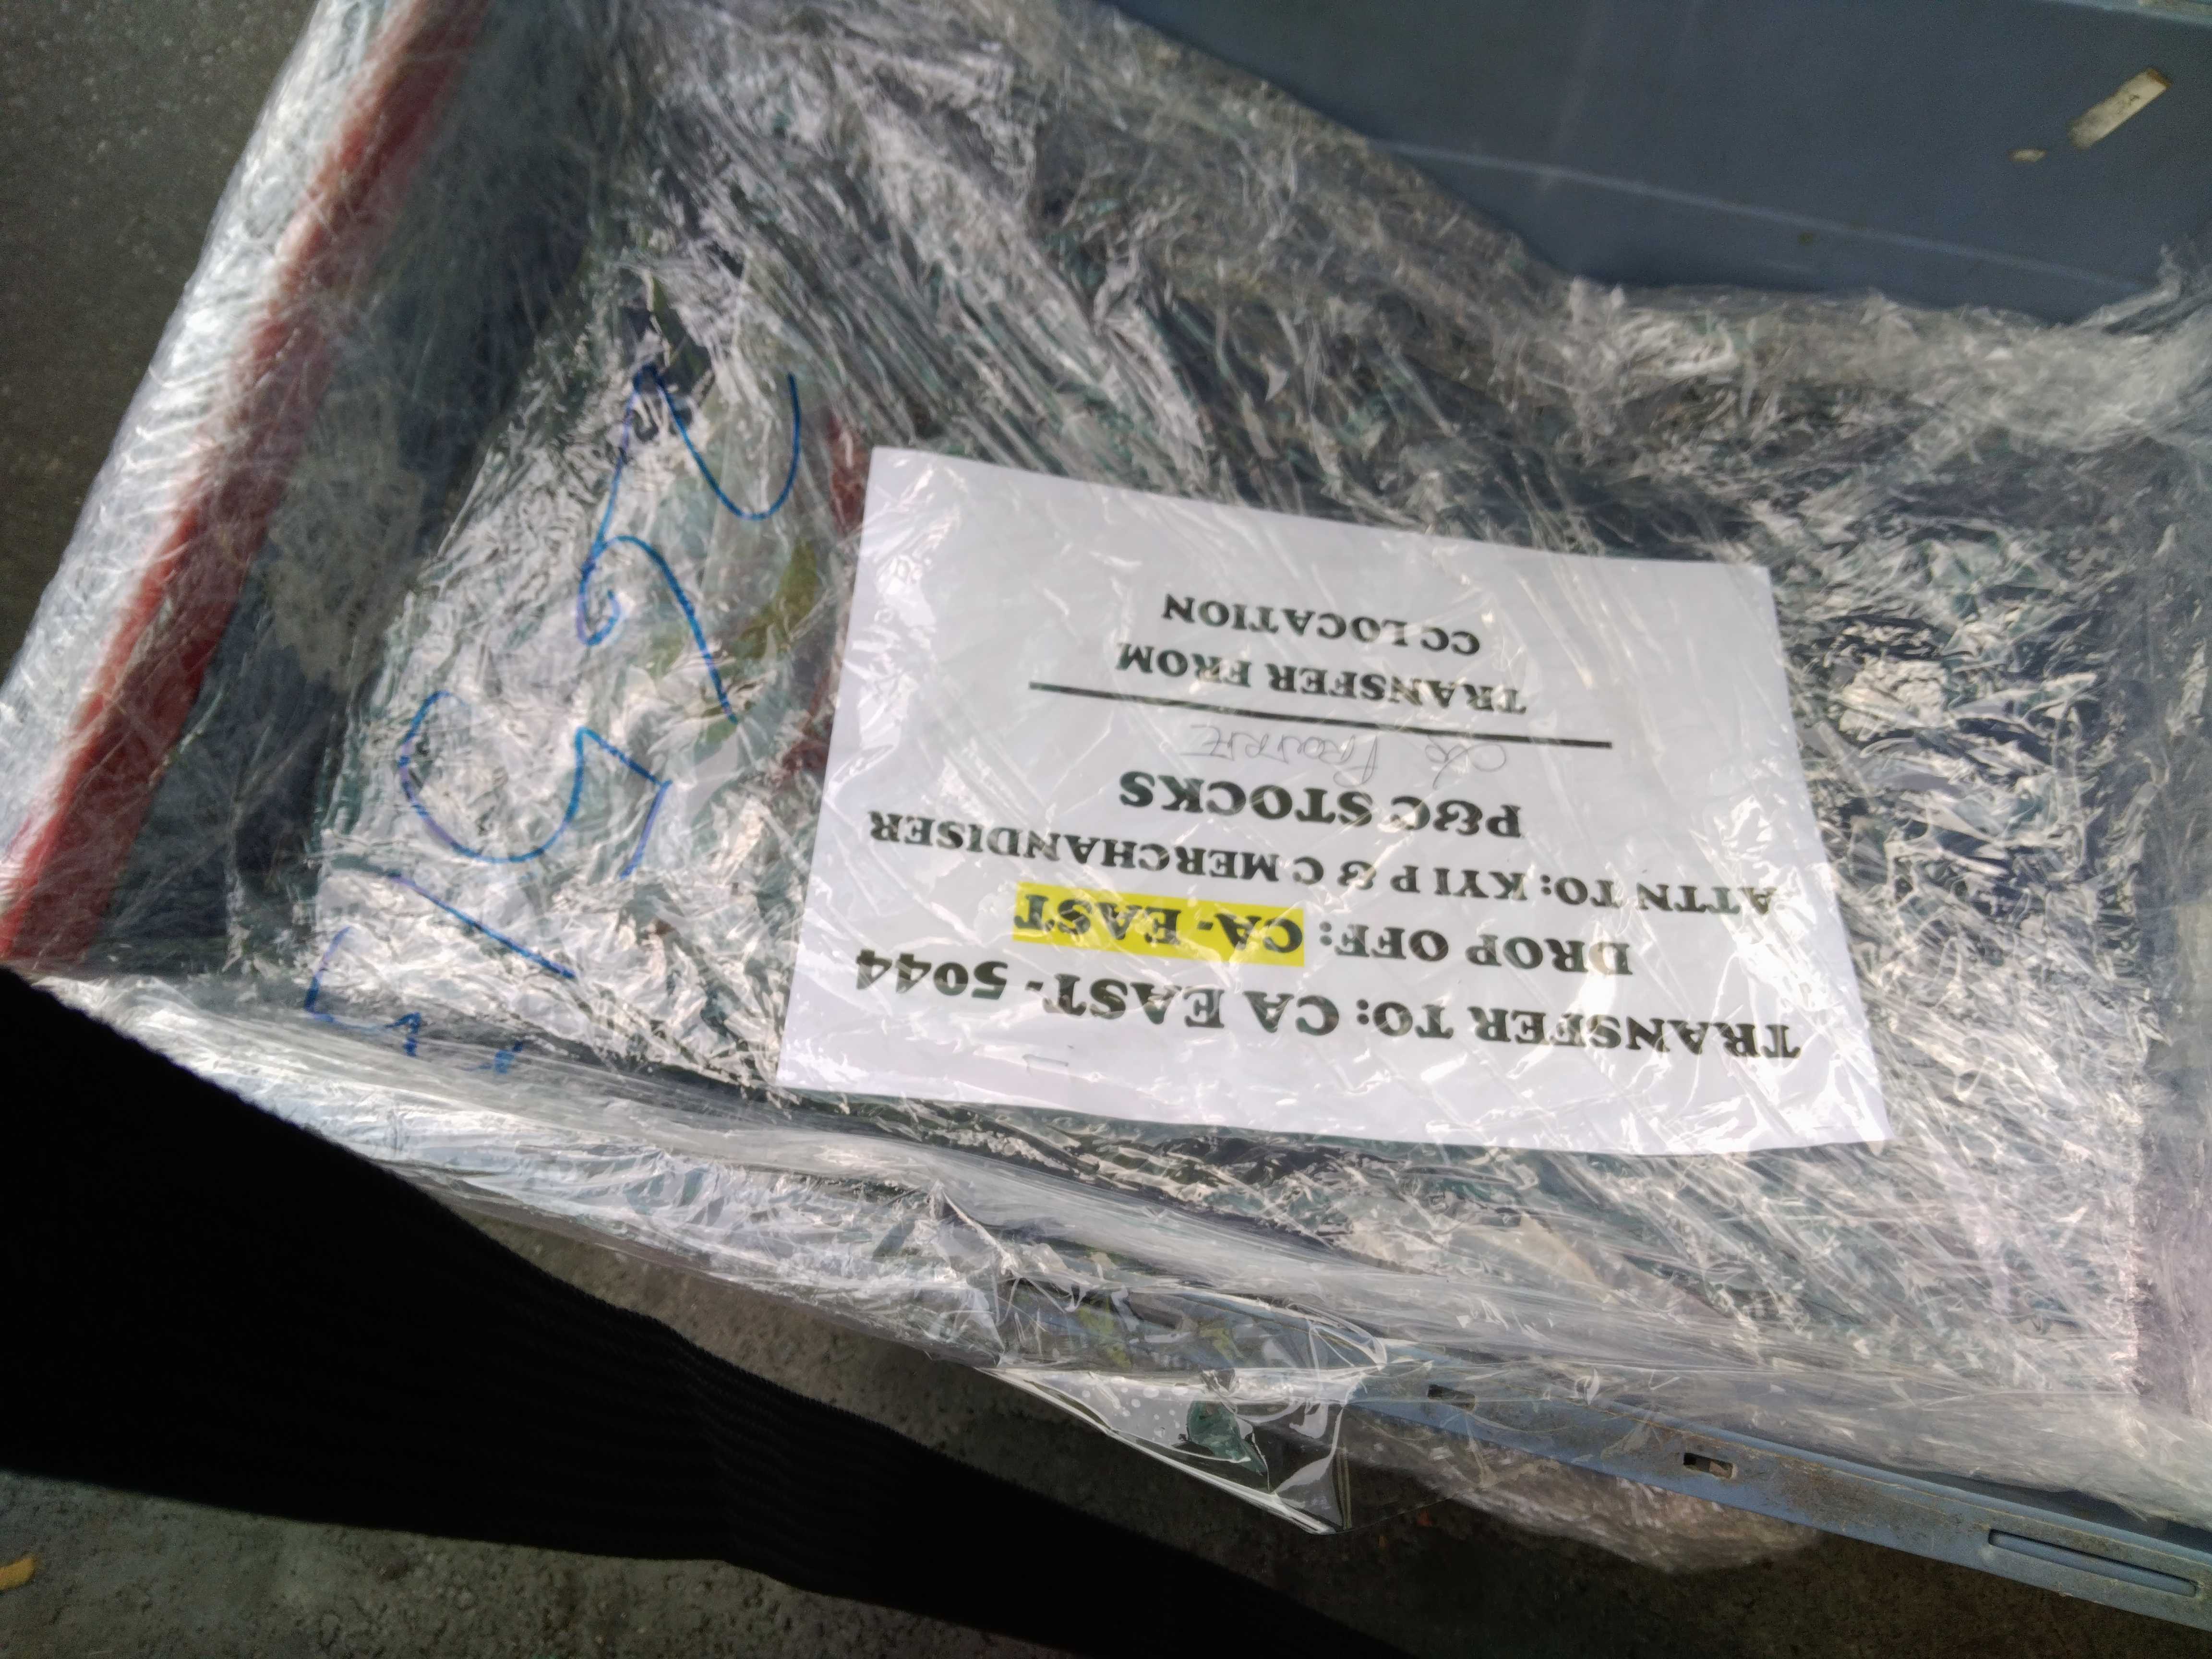 TRANSFER TO: CA EAST - 5044
DROP OFF: CA- EAST
ATTN TO: KYI P & C MERCHANDISER
P&C STOCKS
TRANSFER FROM
CC LOCATION